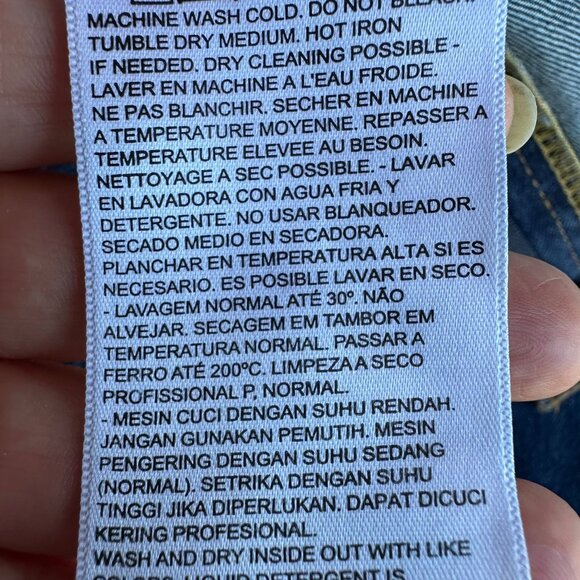 MACHINE WASH COLD. DO NOT BLEACH.
TUMBLE DRY MEDIUM. HOT IRON
IF NEEDED. DRY CLEANING POSSIBLE -
LAVER EN MACHINE A L'EAU FROIDE.
NE PAS BLANCHIR. SECHER EN MACHINE
A TEMPERATURE MOYENNE. REPASSER A
TEMPERATURE ELEVEE AU BESOIN.
NETTOYAGE A SEC POSSIBLE. - LAVAR
EN LAVADORA CON AGUA FRIA Y
DETERGENTE. NO USAR BLANQUEADOR.
SECADO MEDIO EN SECADORA.
PLANCHAR EN TEMPERATURA ALTA SI ES
NECESARIO. ES POSIBLE LAVAR EN SECO.
- LAVAGEM NORMAL ATÉ 30º. NÃO
ALVEJAR. SECAGEM EM TAMBOR EM
TEMPERATURA NORMAL. PASSAR A
FERRO ATÉ 200ºC. LIMPEZA A SECO
PROFISSIONAL P, NORMAL.
- MESIN CUCI DENGAN SUHU RENDAH.
JANGAN GUNAKAN PEMUTIH. MESIN
PENGERING DENGAN SUHU SEDANG
(NORMAL). SETRIKA DENGAN SUHU
TINGGI JIKA DIPERLUKAN. DAPAT DICUCI
KERING PROFESIONAL.
WASH AND DRY INSIDE OUT WITH LIKE
LIQUID DETERGENT IS